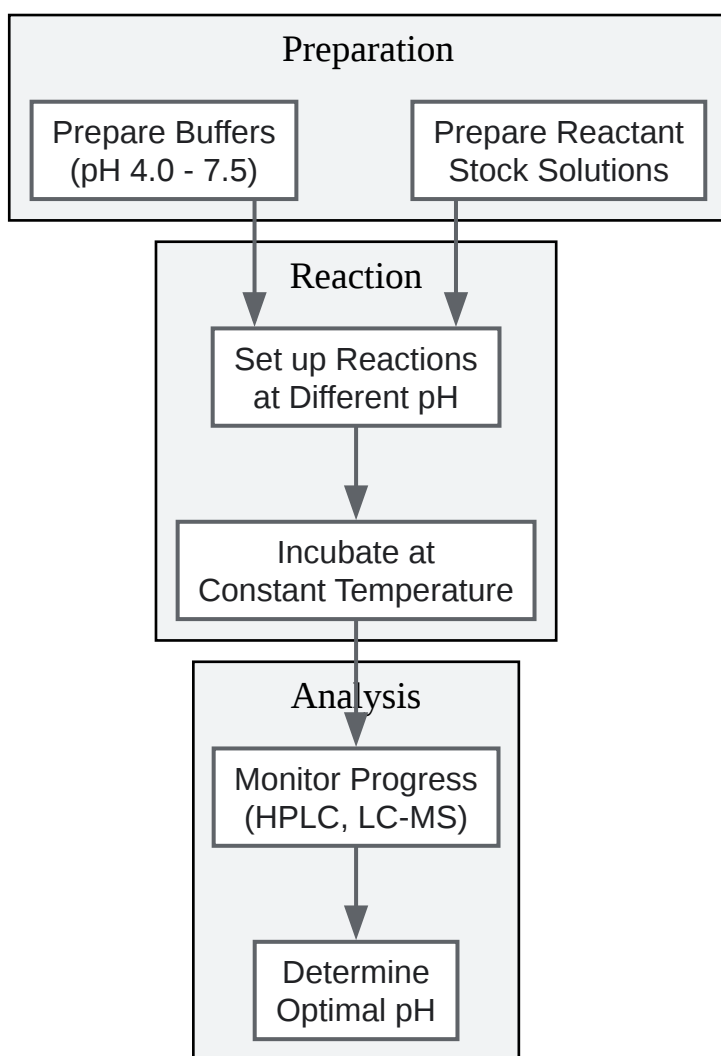 Preparation
Prepare Buffers
(pH 4.0 - 7.5)
Prepare Reactant
Stock Solutions
Reaction
Set up Reactions
at Different pH
Incubate at
Constant Temperature
Analysis
Monitor Progress
(HPLC, LC-MS)
Determine
Optimal pH